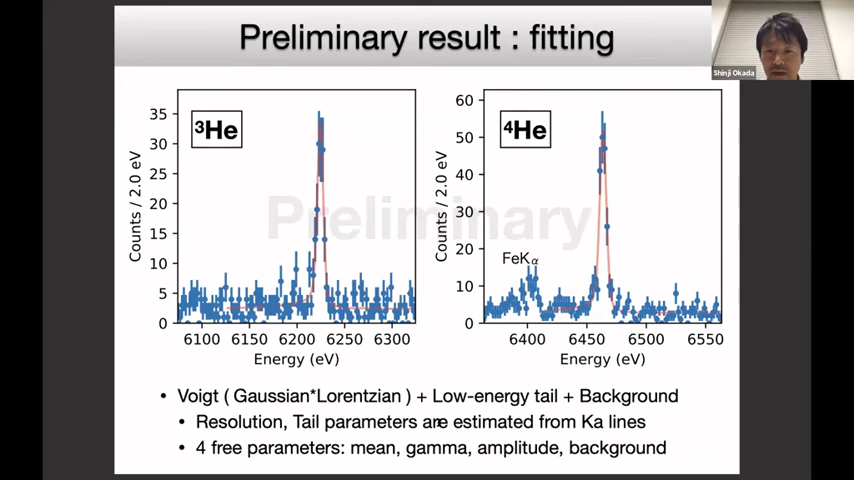 Preliminary result : fitting
Shinji Okada
³He
35
30
25
20
15
10
5
0
Counts / 2.0 eV
6100 6150 6200 6250 6300
Energy (eV)
⁴He
60
50
40
30
20
10
0
Counts / 2.0 eV
FeKα
6400 6450 6500 6550
Energy (eV)
Preliminary
• Voigt ( Gaussian*Lorentzian ) + Low-energy tail + Background
• Resolution, Tail parameters are estimated from Ka lines
• 4 free parameters: mean, gamma, amplitude, background